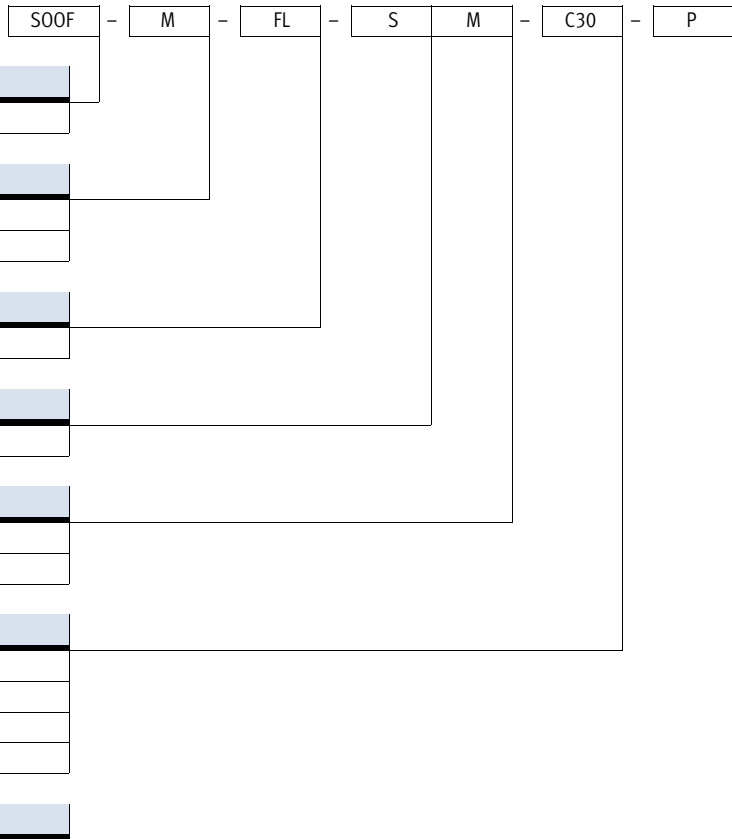 SOOF – M – FL – S M – C30 – P